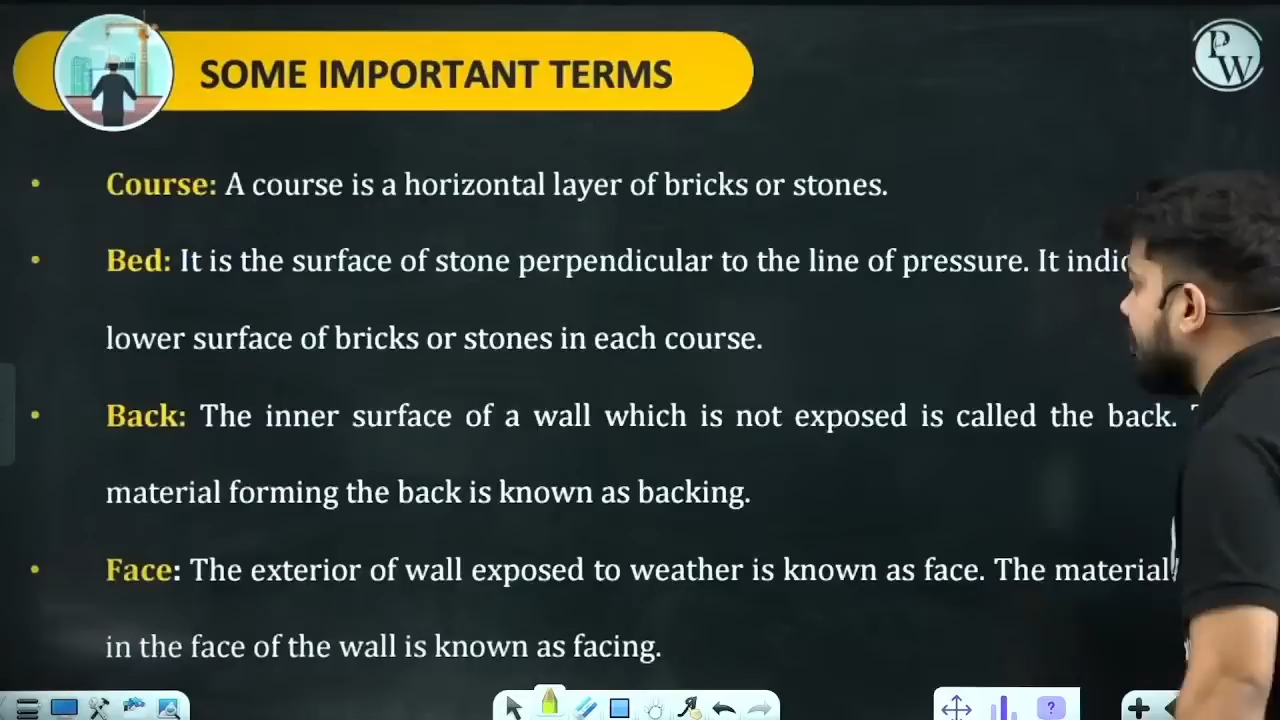 SOME IMPORTANT TERMS
PW
• Course: A course is a horizontal layer of bricks or stones.
• Bed: It is the surface of stone perpendicular to the line of pressure. It
lower surface of bricks or stones in each course.
• Back: The inner surface of a wall which is not exposed is called the back.
material forming the back is known as backing.
• Face: The exterior of wall exposed to weather is known as face. The material
in the face of the wall is known as facing.